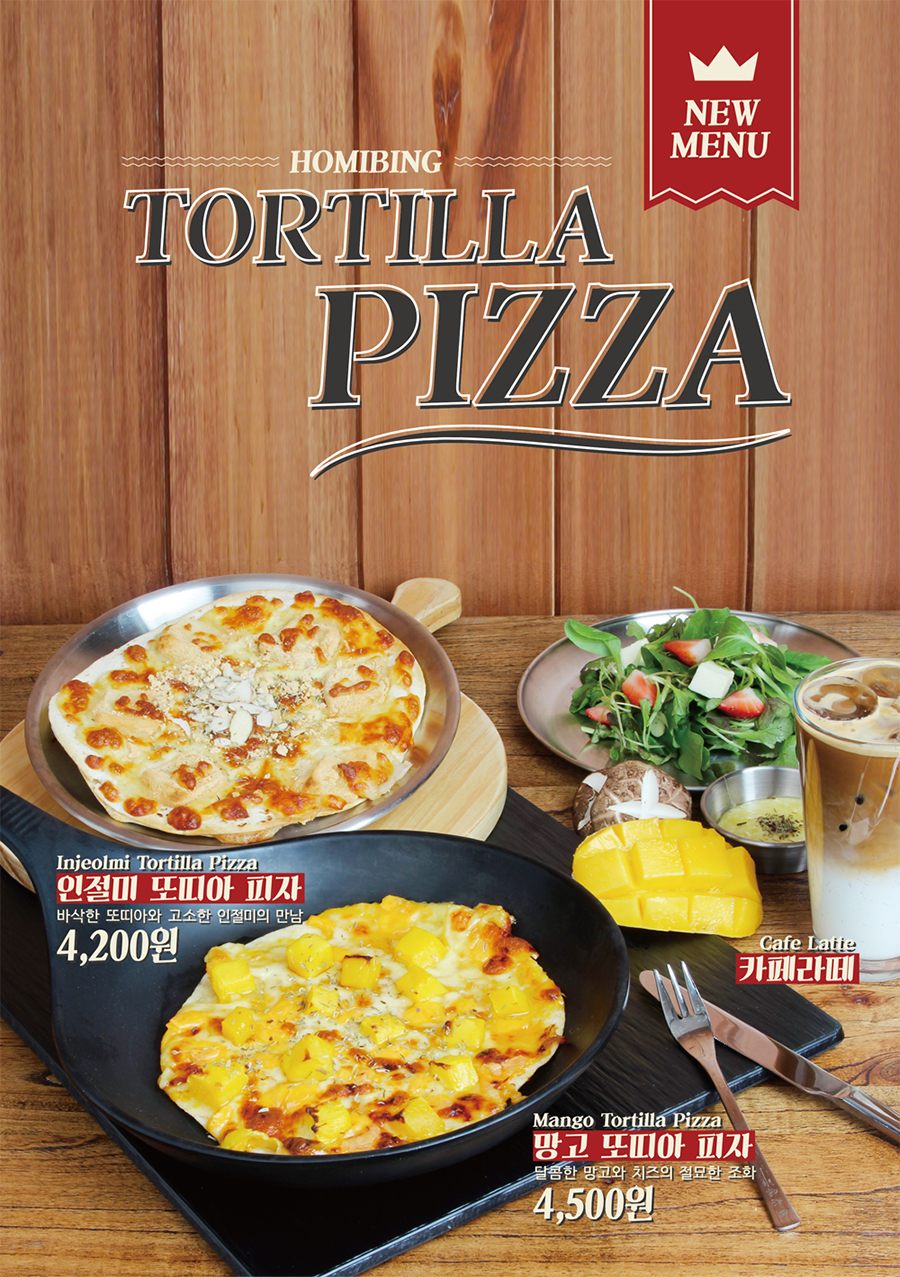 NEW
MENU
HOMIBING
TORTILLA
PIZZA
Injeolmi Tortilla Pizza
인절미 또띠아 피자
바삭한 또띠아와 고소한 인절미의 만남
4,200원
Cafe Latte
카페라떼
Mango Tortilla Pizza
망고 또띠아 피자
달콤한 망고와 치즈의 절묘한 조화
4,500원